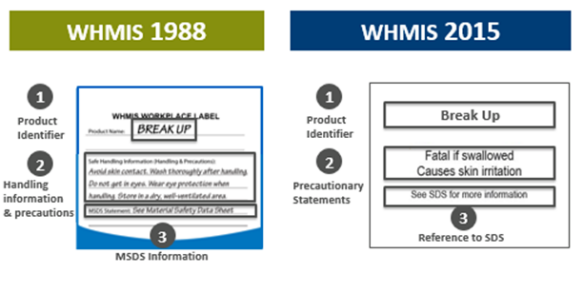 WHMIS 1988
1
Product
Identifier
2
Handling
information
& precautions
WHMIS WORKPLACE LABEL
Product Name: BREAK UP
Safe Handling Information (Handling & Precautions):
Avoid skin contact. Wash thoroughly after handling.
Do not get in eyes. Wear eye protection when
handling. Store in a dry, well-ventilated area.
MSDS Statement: See Material Safety Data Sheet
3
MSDS Information
WHMIS 2015
1
Product
Identifier
2
Precautionary
Statements
Break Up
Fatal if swallowed
Causes skin irritation
See SDS for more information
3
Reference to SDS